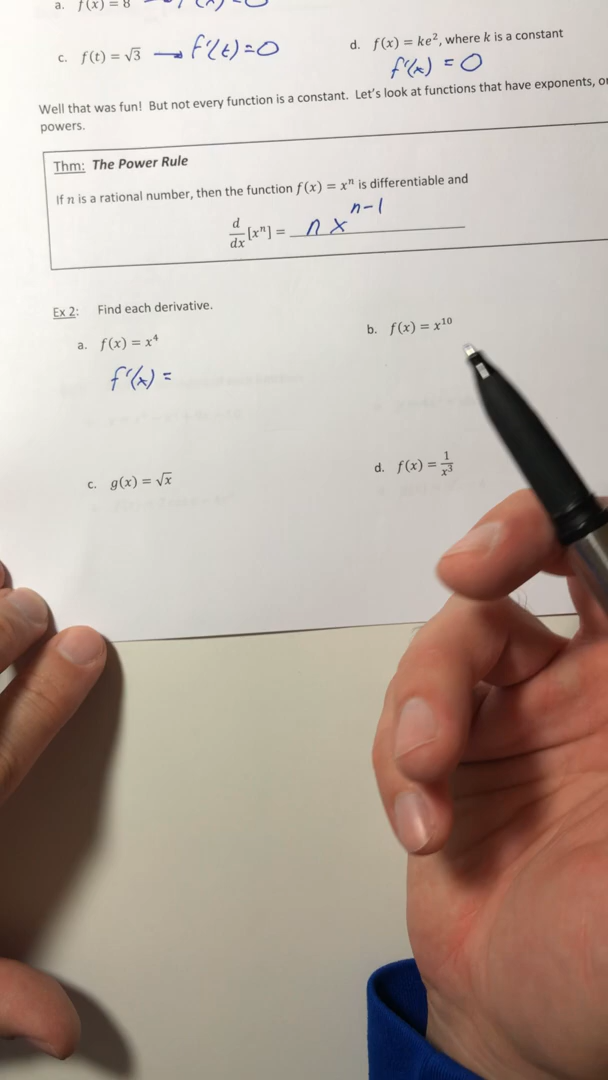 a. f(x) = 8
c. f(t) = √3 → f'(t) = 0
d. f(x) = ke², where k is a constant
f'(x) = 0
Well that was fun! But not every function is a constant. Let's look at functions that have exponents, or
powers.
Thm: The Power Rule
If n is a rational number, then the function f(x) = xⁿ is differentiable and
d/dx [xⁿ] = n xⁿ⁻¹
Ex 2: Find each derivative.
a. f(x) = x⁴
b. f(x) = x¹⁰
f'(x) =
c. g(x) = √x
d. f(x) = 1/x³